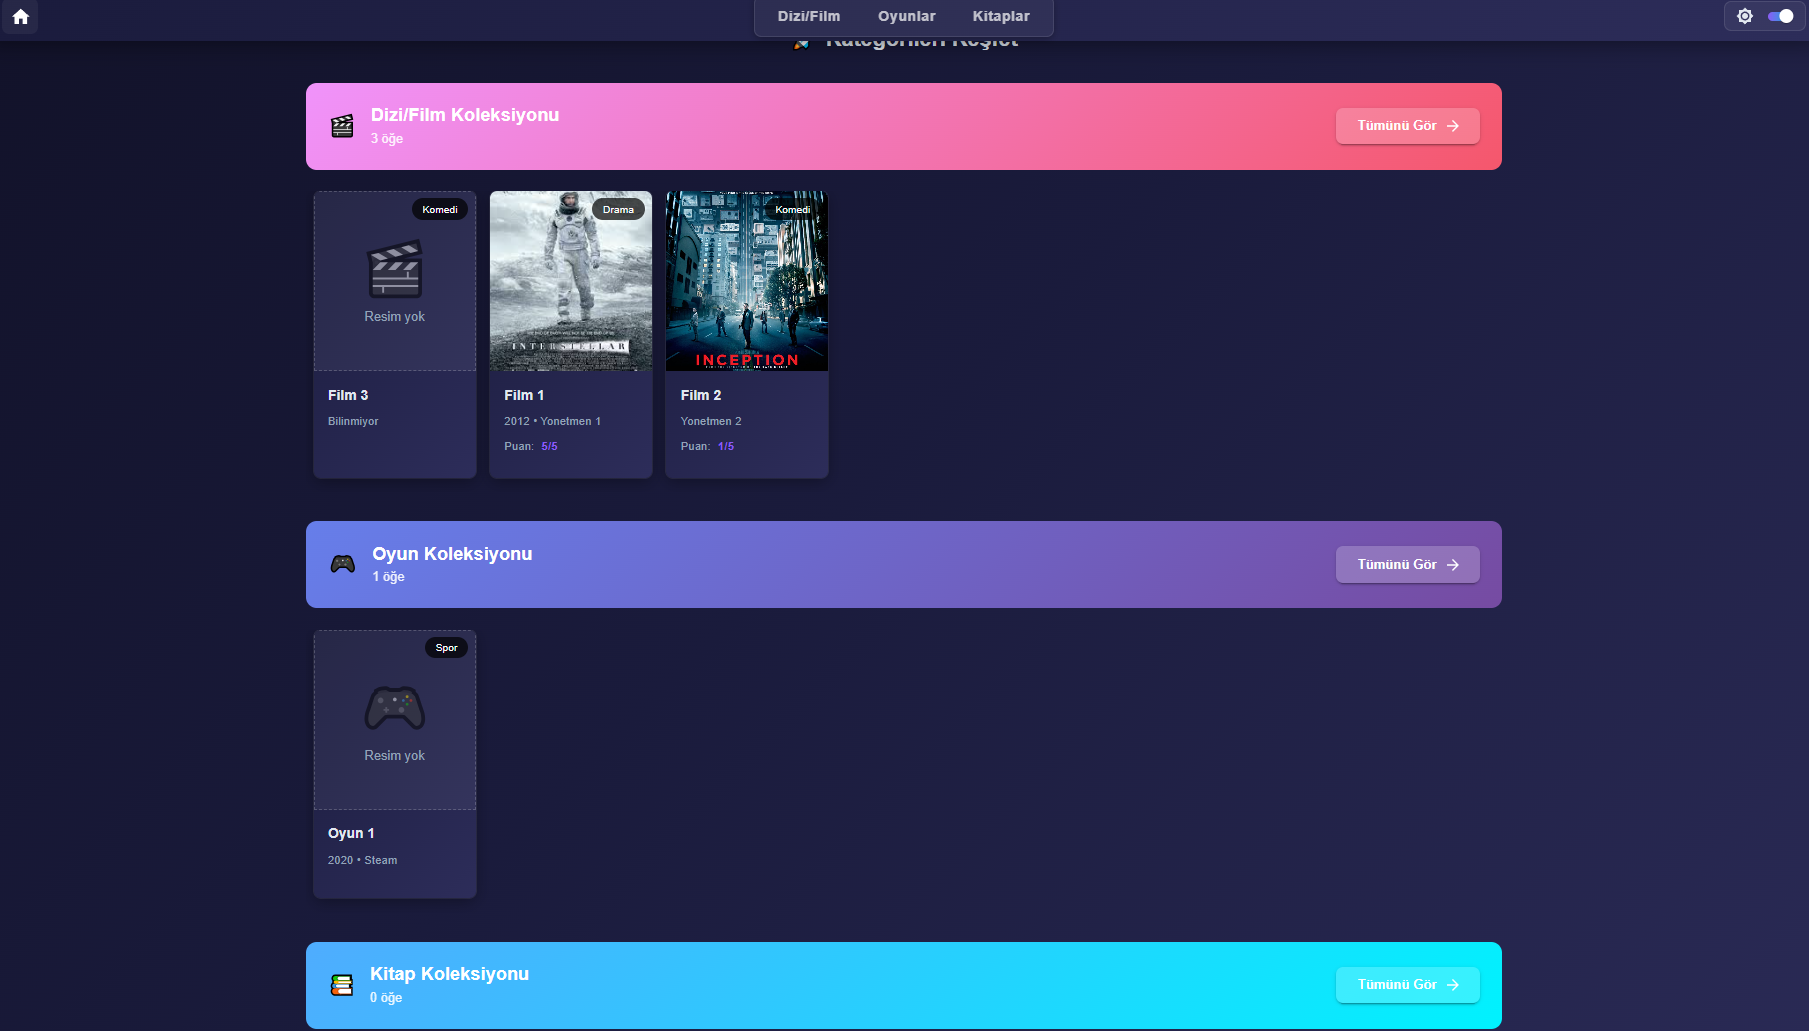 Dizi/Film
Oyunlar
Kitaplar
Kategorileri Keşfet
Dizi/Film Koleksiyonu
3 öğe
Tümünü Gör
Komedi
Resim yok
Film 3
Bilinmiyor
Drama
INTERSTELLAR
Film 1
2012 • Yonetmen 1
Puan: 5/5
Komedi
INCEPTION
Film 2
Yonetmen 2
Puan: 1/5
Oyun Koleksiyonu
1 öğe
Tümünü Gör
Spor
Resim yok
Oyun 1
2020 • Steam
Kitap Koleksiyonu
0 öğe
Tümünü Gör